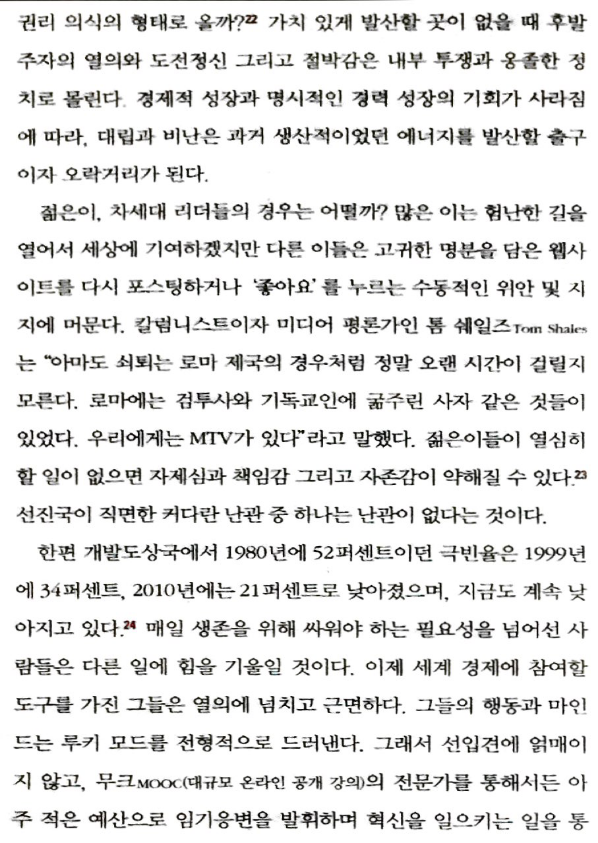 권리 의식의 형태로 올까?22 가치 있게 발산할 곳이 없을 때 후발
주자의 열의와 도전정신 그리고 절박감은 내부 투쟁과 옹졸한 정
치로 몰린다. 경제적 성장과 명시적인 경력 성장의 기회가 사라짐
에 따라, 대립과 비난은 과거 생산적이었던 에너지를 발산할 출구
이자 오락거리가 된다.
젊은이, 차세대 리더들의 경우는 어떨까? 많은 이는 험난한 길을
열어서 세상에 기여하겠지만 다른 이들은 고귀한 명분을 담은 웹사
이트를 다시 포스팅하거나 ‘좋아요’를 누르는 수동적인 위안 및 지
지에 머문다. 칼럼니스트이자 미디어 평론가인 톰 쉐일즈Tom Shales
는 “아마도 쇠퇴는 로마 제국의 경우처럼 정말 오랜 시간이 걸릴지
모른다. 로마에는 검투사와 기독교인에 굶주린 사자 같은 것들이
있었다. 우리에게는 MTV가 있다”라고 말했다. 젊은이들이 열심히
할 일이 없으면 자제심과 책임감 그리고 자존감이 약해질 수 있다.23
선진국이 직면한 커다란 난관 중 하나는 난관이 없다는 것이다.
한편 개발도상국에서 1980년에 52퍼센트이던 극빈율은 1999년
에 34퍼센트, 2010년에는 21퍼센트로 낮아졌으며, 지금도 계속 낮
아지고 있다.24 매일 생존을 위해 싸워야 하는 필요성을 넘어선 사
람들은 다른 일에 힘을 기울일 것이다. 이제 세계 경제에 참여할
도구를 가진 그들은 열의에 넘치고 근면하다. 그들의 행동과 마인
드는 루키 모드를 전형적으로 드러낸다. 그래서 선입견에 얽매이
지 않고, 무크MOOC(대규모 온라인 공개 강의)의 전문가를 통해서든 아
주 적은 예산으로 임기응변을 발휘하며 혁신을 일으키는 일을 통